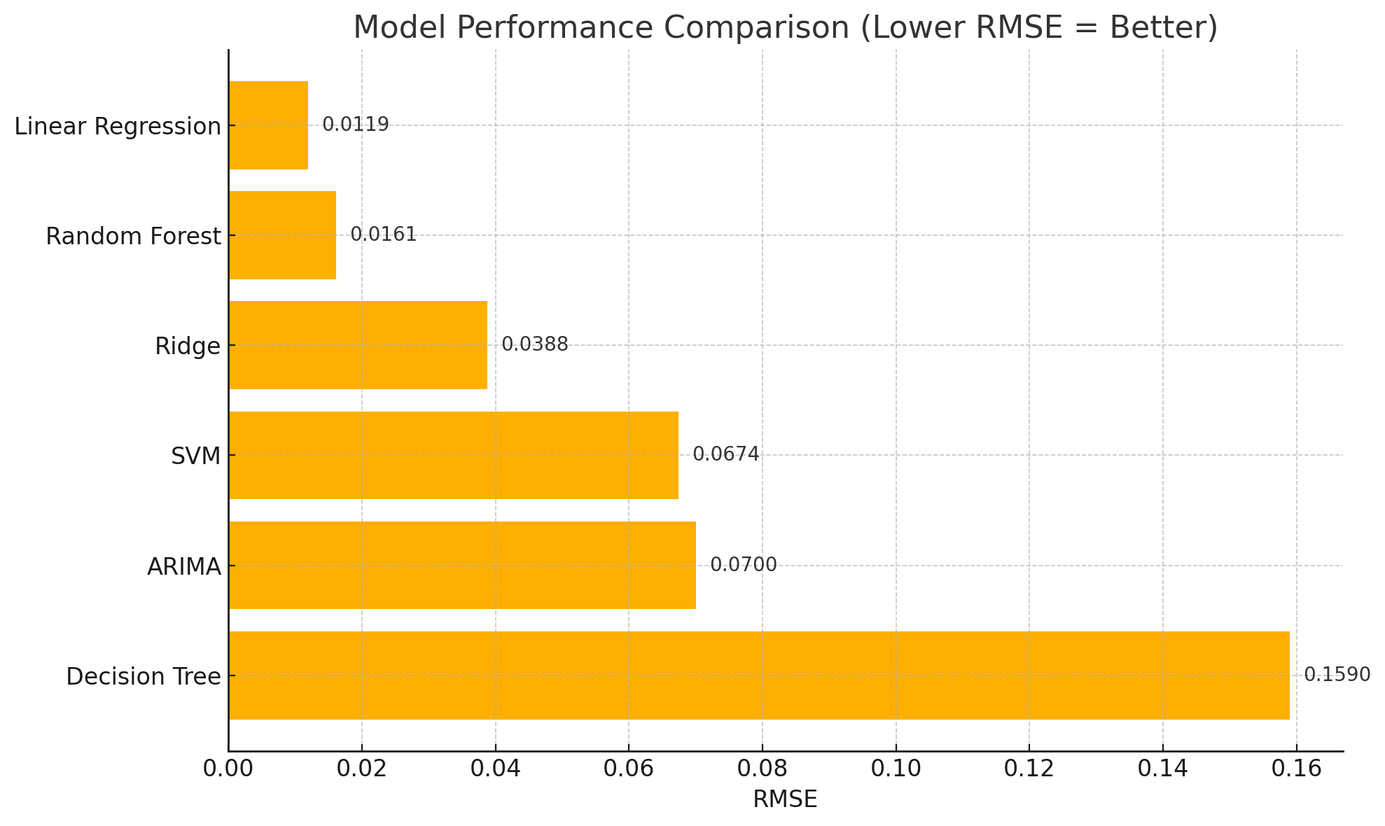 Model Performance Comparison (Lower RMSE = Better)
Linear Regression 0.0119
Random Forest 0.0161
Ridge 0.0388
SVM 0.0674
ARIMA 0.0700
Decision Tree 0.1590
0.00 0.02 0.04 0.06 0.08 0.10 0.12 0.14 0.16
RMSE